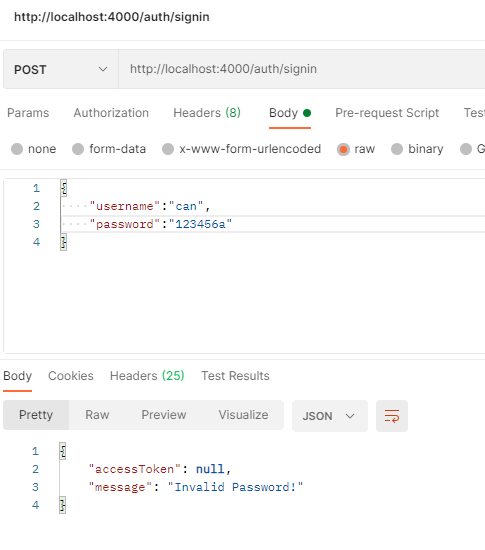 http://localhost:4000/auth/signin
POST http://localhost:4000/auth/signin
Params Authorization Headers (8) Body Pre-request Script Test
none form-data x-www-form-urlencoded raw binary G
1 {
2 "username":"can",
3 "password":"123456a"
4 }
Body Cookies Headers (25) Test Results
Pretty Raw Preview Visualize JSON
1 {
2 "accessToken": null,
3 "message": "Invalid Password!"
4 }